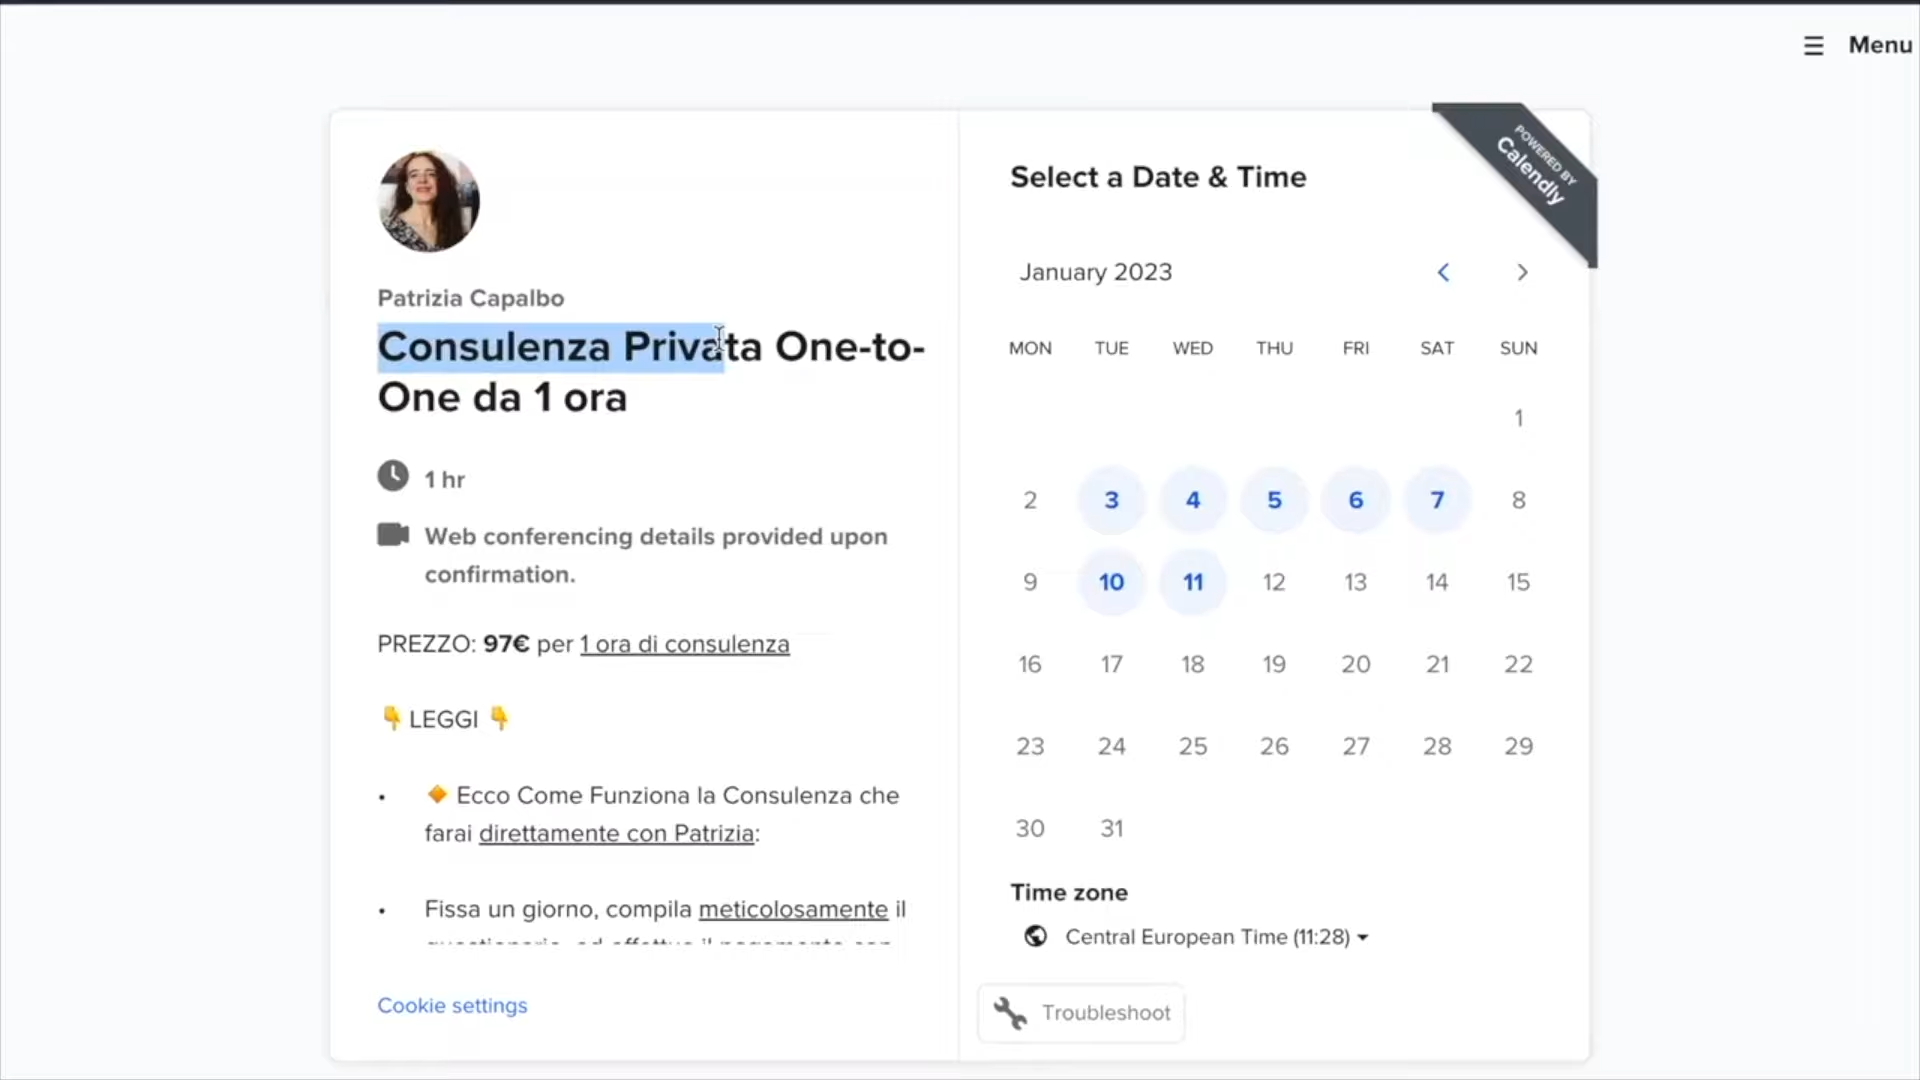 ☰ Menu
POWERED BY
Calendly
Patrizia Capalbo
Consulenza Privata One-to-
One da 1 ora
1 hr
Web conferencing details provided upon
confirmation.
PREZZO: 97€ per 1 ora di consulenza
👇 LEGGI 👇
• 🔸 Ecco Come Funziona la Consulenza che
farai direttamente con Patrizia:
• Fissa un giorno, compila meticolosamente il
Cookie settings
Select a Date & Time
January 2023
MON TUE WED THU FRI SAT SUN
1
2 3 4 5 6 7 8
9 10 11 12 13 14 15
16 17 18 19 20 21 22
23 24 25 26 27 28 29
30 31
Time zone
Central European Time (11:28)
Troubleshoot